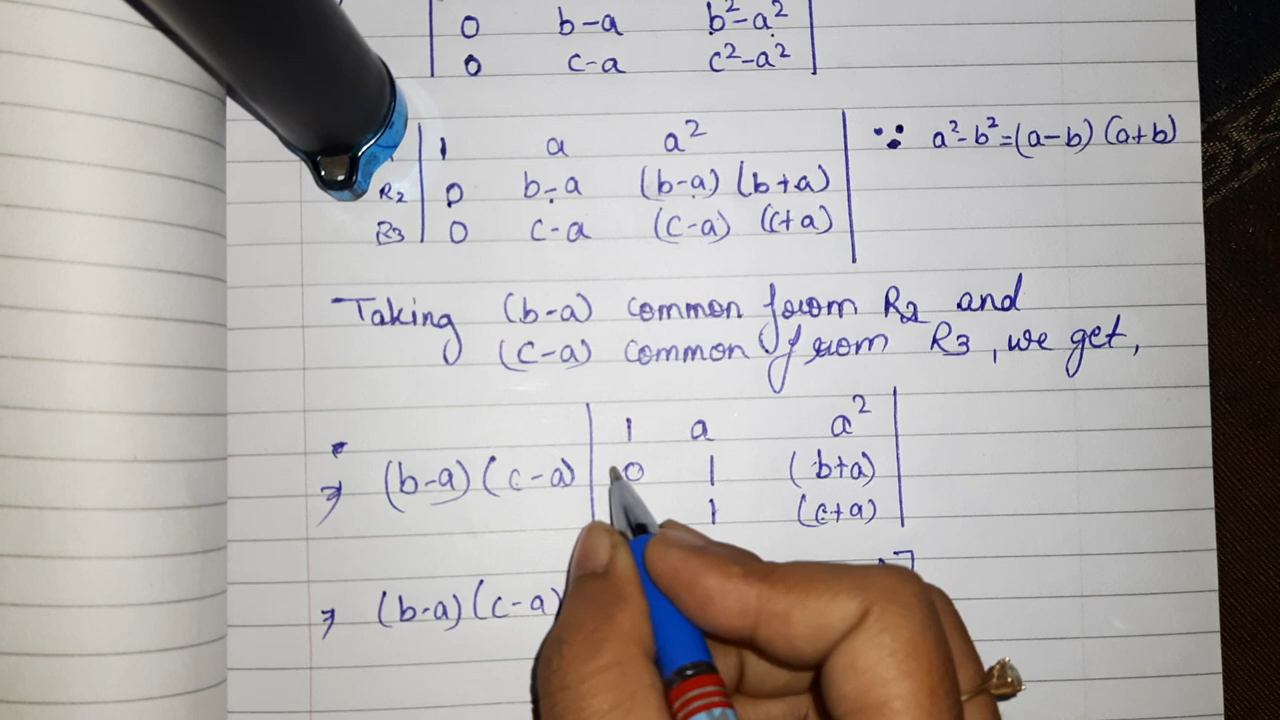 0 b-a b²-a²
0 c-a c²-a²
1 a a² ∵ a²-b²=(a-b) (a+b)
R2 0 b-a (b-a) (b+a)
R3 0 c-a (c-a) (c+a)
Taking (b-a) common from R2 and
(c-a) common from R3, we get,
1 a a²
⇒ (b-a) (c-a) 0 1 (b+a)
1 (c+a)
⇒ (b-a) (c-a)